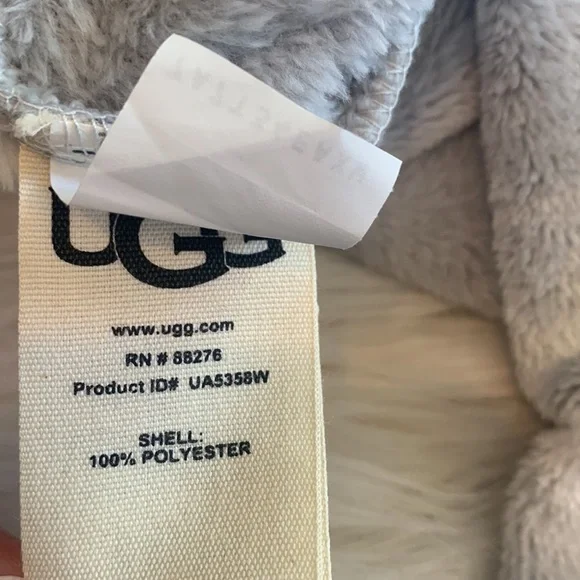 UGG
www.ugg.com
RN # 88276
Product ID# UA5358W
SHELL:
100% POLYESTER